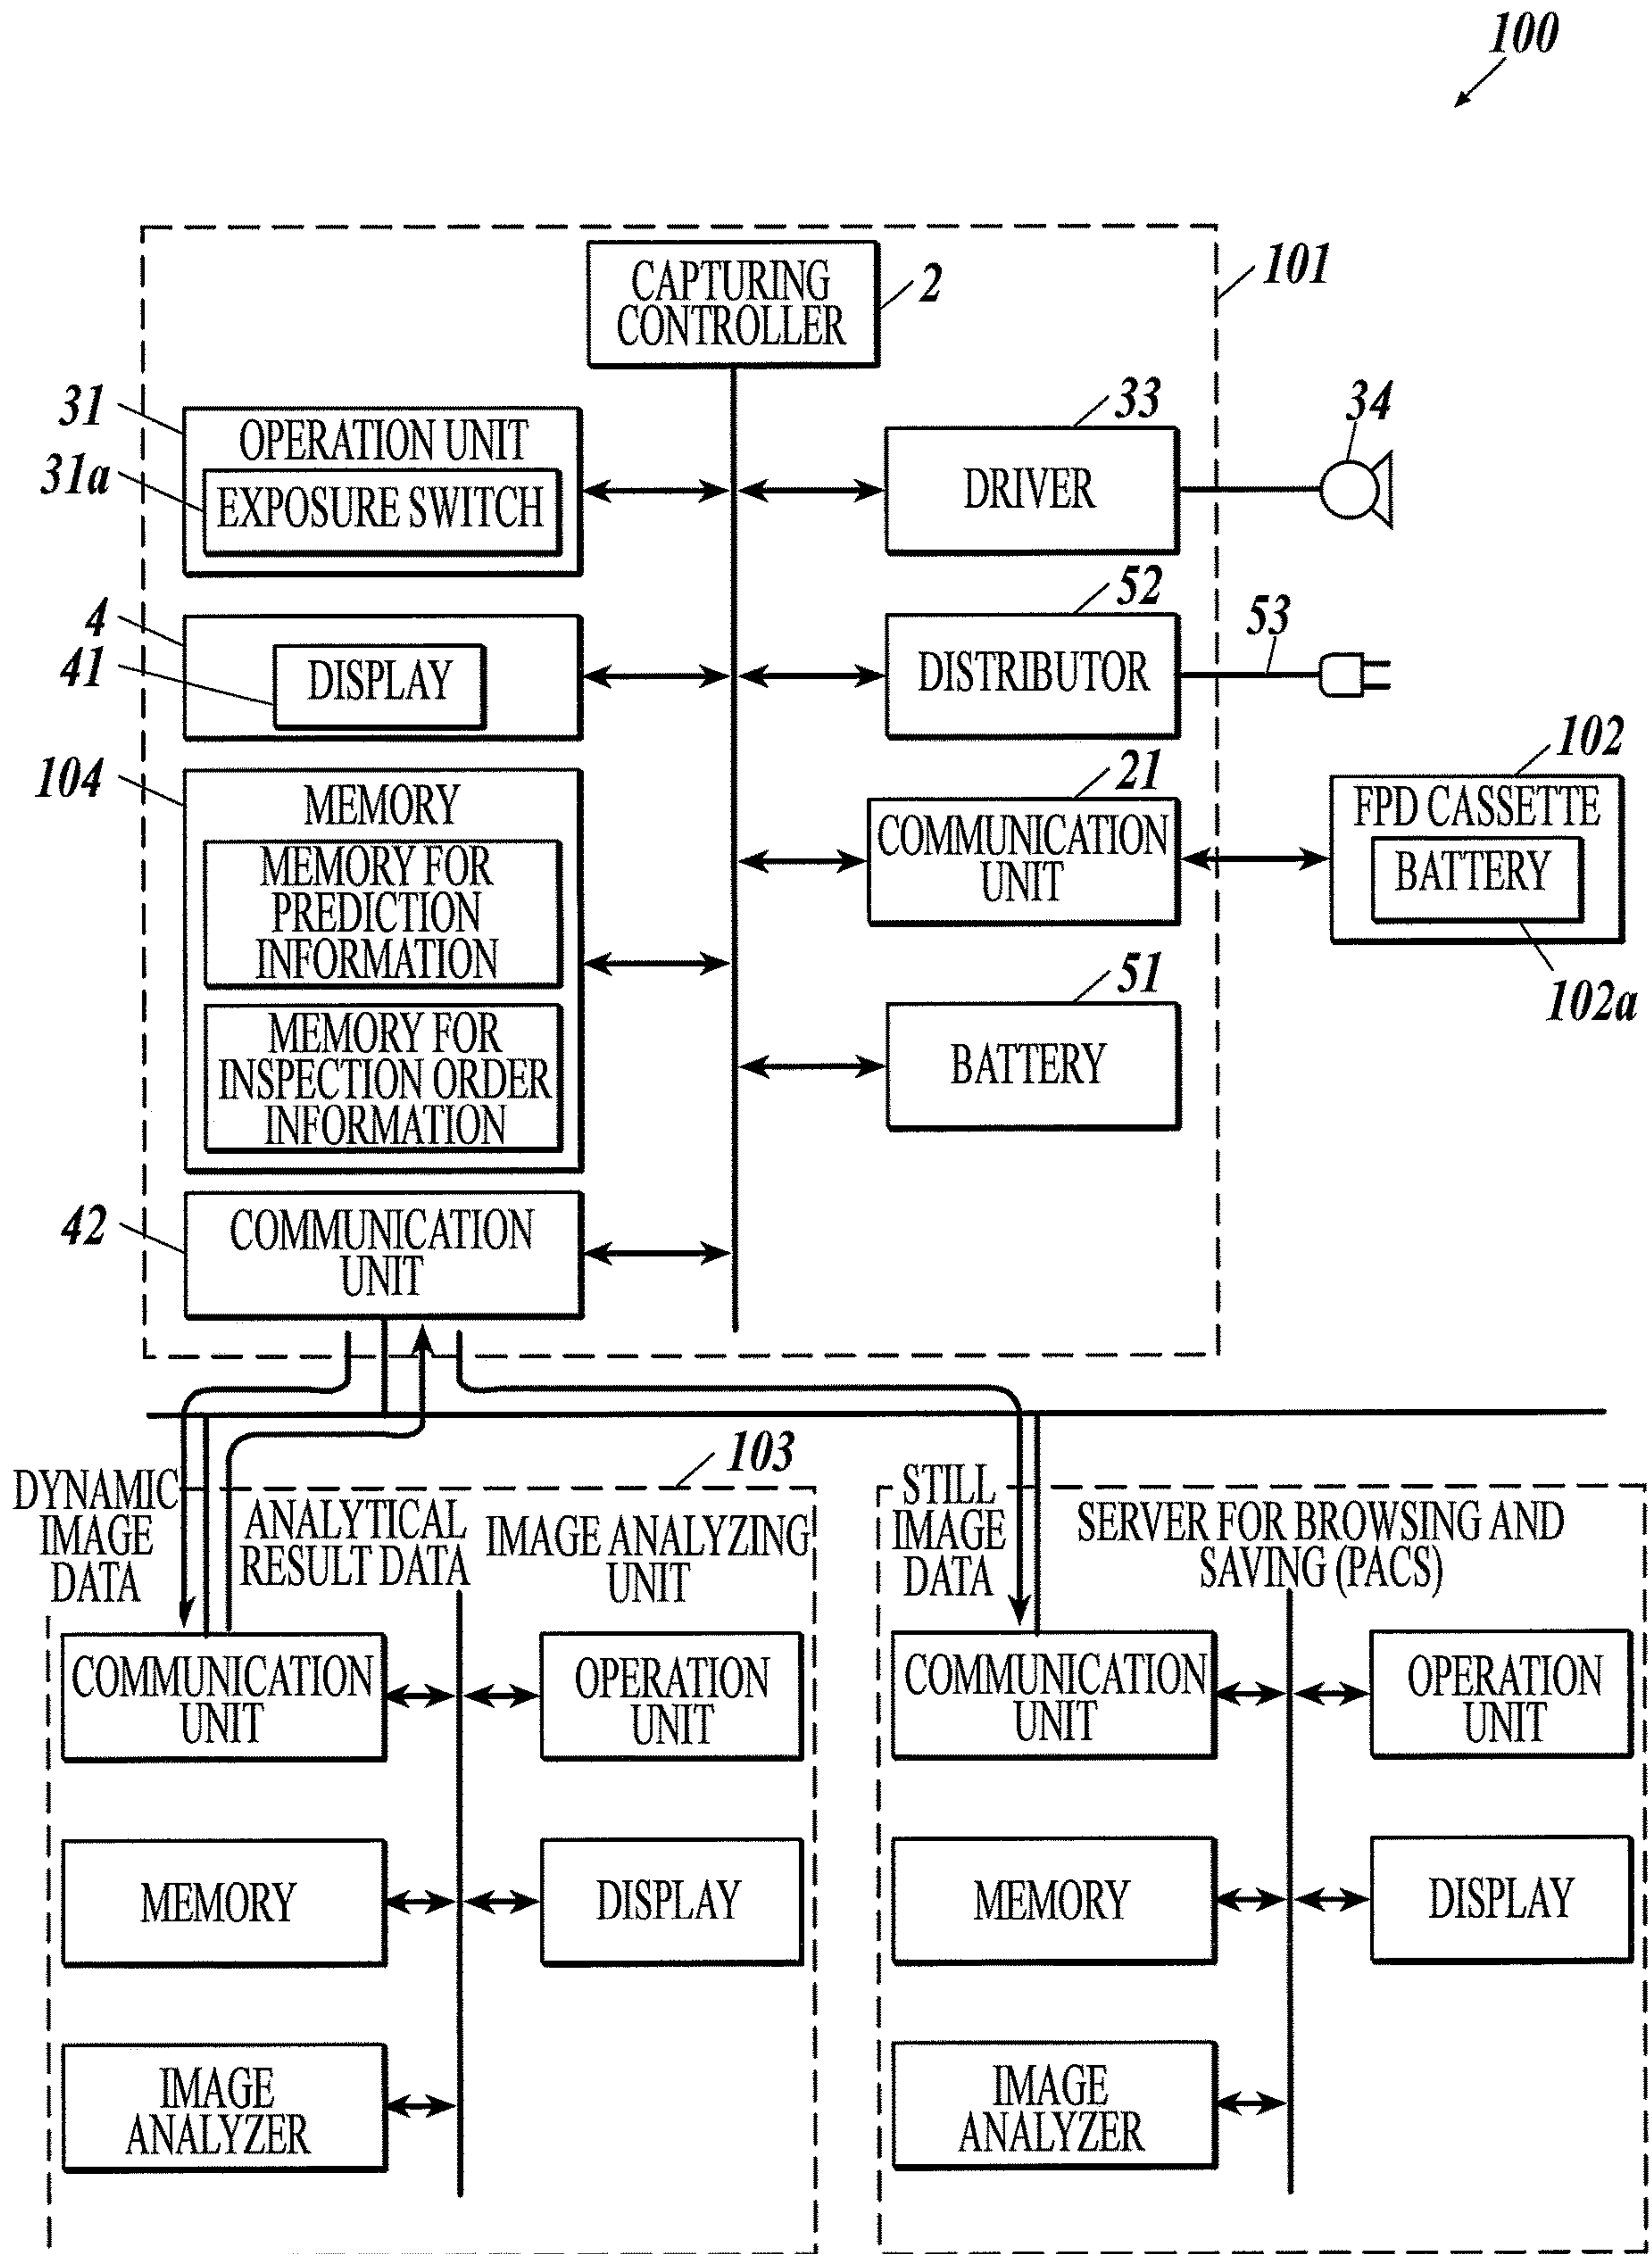 100
CAPTURING
CONTROLLER
2
101
31
OPERATION UNIT
31a
EXPOSURE SWITCH
33
DRIVER
34
4
41
DISPLAY
52
DISTRIBUTOR
53
104
MEMORY
MEMORY FOR
PREDICTION
INFORMATION
MEMORY FOR
INSPECTION ORDER
INFORMATION
21
COMMUNICATION
UNIT
102
FPD CASSETTE
BATTERY
102a
51
BATTERY
42
COMMUNICATION
UNIT
103
DYNAMIC
IMAGE
DATA
ANALYTICAL
RESULT DATA
IMAGE ANALYZING
UNIT
COMMUNICATION
UNIT
OPERATION
UNIT
MEMORY
DISPLAY
IMAGE
ANALYZER
STILL
IMAGE
DATA
SERVER FOR BROWSING AND
SAVING (PACS)
COMMUNICATION
UNIT
OPERATION
UNIT
MEMORY
DISPLAY
IMAGE
ANALYZER